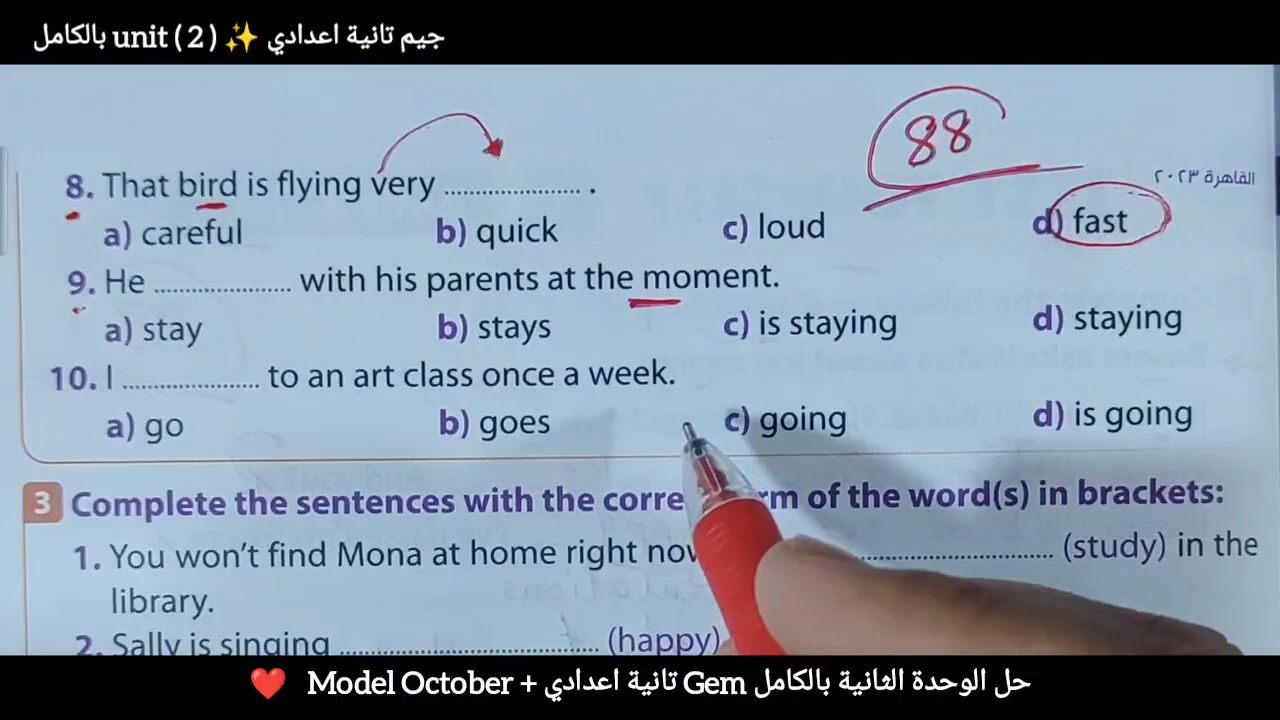 جيم تانية اعدادي ✨ unit ( 2 ) بالكامل
88
القاهرة ٢٠٢٣
8. That bird is flying very .................... .
a) careful b) quick c) loud d) fast
9. He .................... with his parents at the moment.
a) stay b) stays c) is staying d) staying
10. I .................... to an art class once a week.
a) go b) goes c) going d) is going
3 Complete the sentences with the corre rm of the word(s) in brackets:
1. You won't find Mona at home right .................... (study) in the
library.
2. Sally is singing .................... (happy)
حل الوحدة الثانية بالكامل Gem تانية اعدادي + Model October ❤️